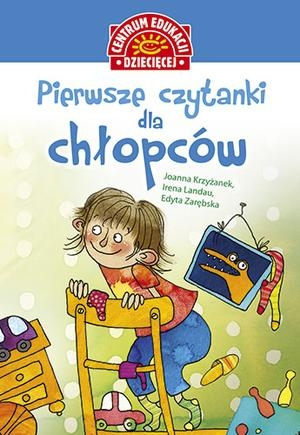 CENTRUM EDUKACJI
DZIECIĘCEJ
Pierwsze czytanki
dla
chłopców
Joanna Krzyżanek,
Irena Landau,
Edyta Zarębska